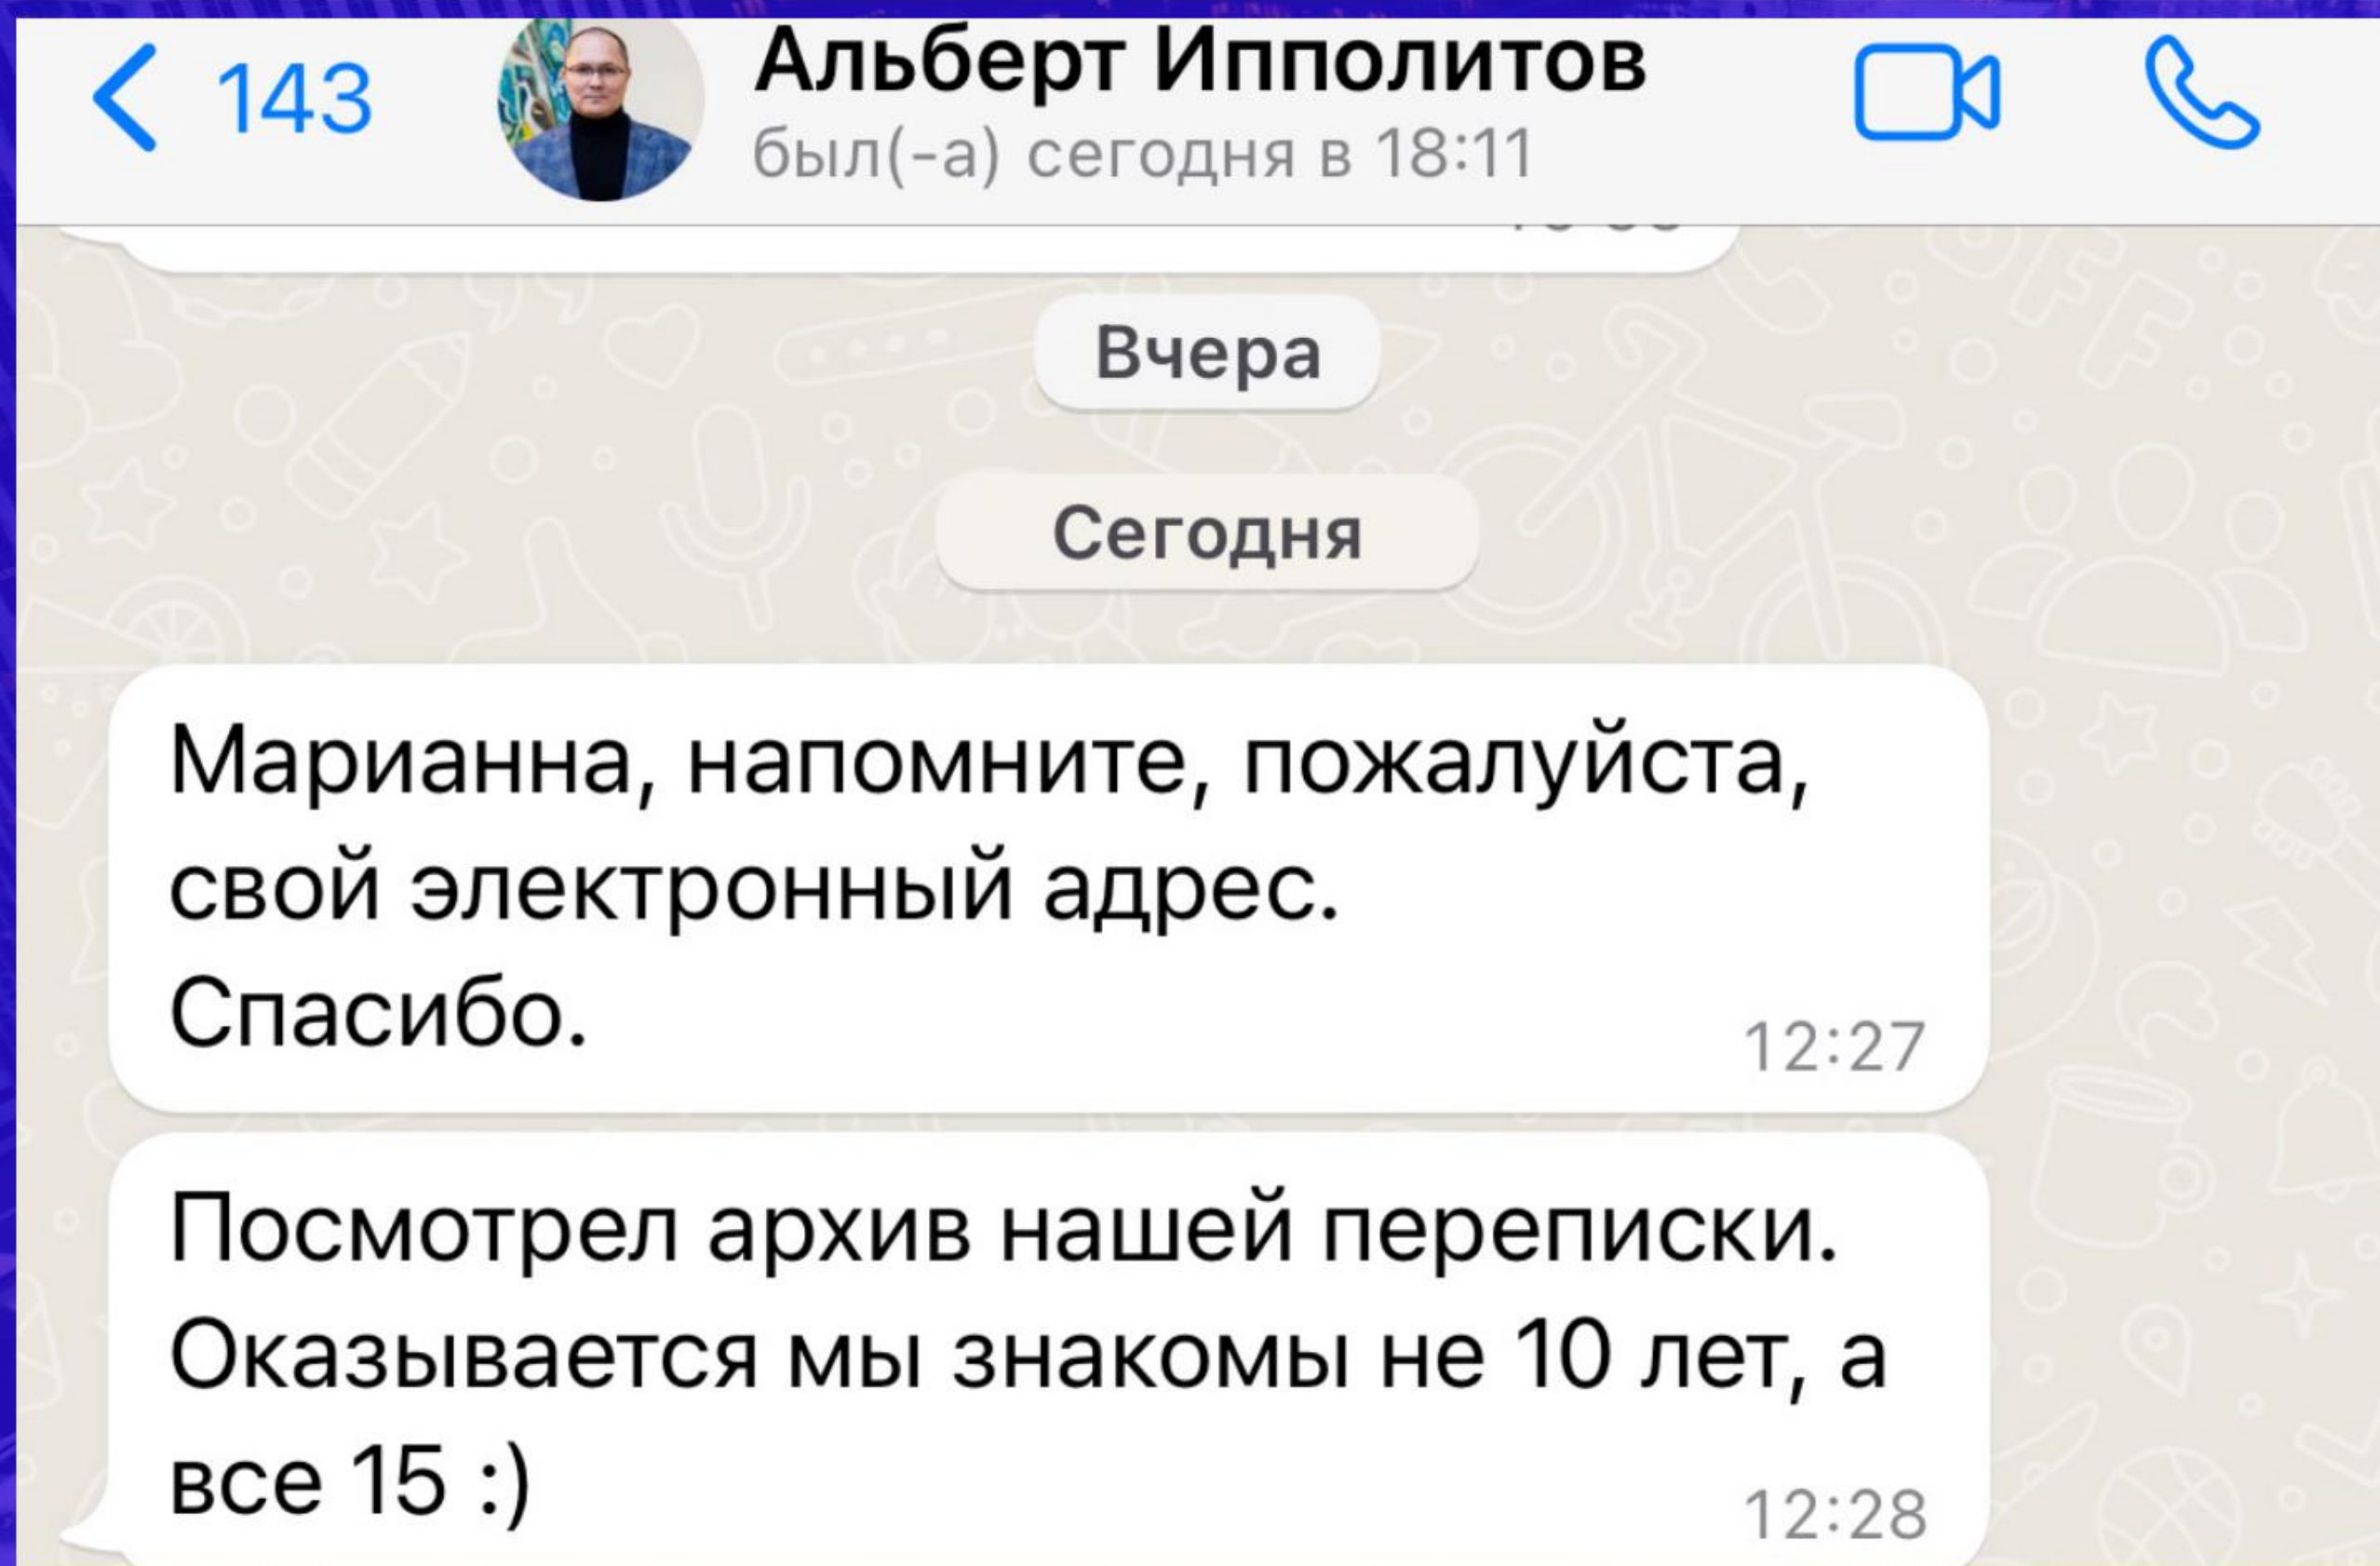 143
Альберт Ипполитов
был(-а) сегодня в 18:11
Вчера
Сегодня
Марианна, напомните, пожалуйста,
свой электронный адрес.
Спасибо.
12:27
Посмотрел архив нашей переписки.
Оказывается мы знакомы не 10 лет, а
все 15 :)
12:28